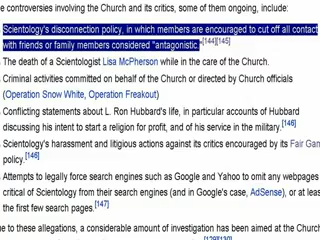 e controversies involving the Church and its critics, some of them ongoing, include:
Scientology's disconnection policy, in which members are encouraged to cut off all contact
with friends or family members considered "antagonistic."[144][145]
The death of a Scientologist Lisa McPherson while in the care of the Church.
Criminal activities committed on behalf of the Church or directed by Church officials
(Operation Snow White, Operation Freakout)
Conflicting statements about L. Ron Hubbard's life, in particular accounts of Hubbard
discussing his intent to start a religion for profit, and of his service in the military.[146]
Scientology's harassment and litigious actions against its critics encouraged by its Fair Gam
policy.[146]
Attempts to legally force search engines such as Google and Yahoo to omit any webpages
critical of Scientology from their search engines (and in Google's case, AdSense), or at leas
the first few search pages.[147]
e to these allegations, a considerable amount of investigation has been aimed at the Churc